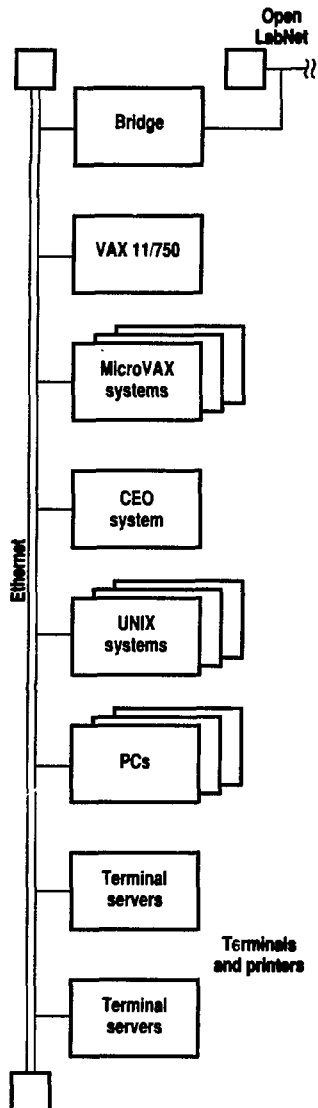 Open
LabNet
Bridge
VAX 11/750
MicroVAX
systems
CEO
system
Ethernet
UNIX
systems
PCs
Terminal
servers
Terminals
and printers
Terminal
servers